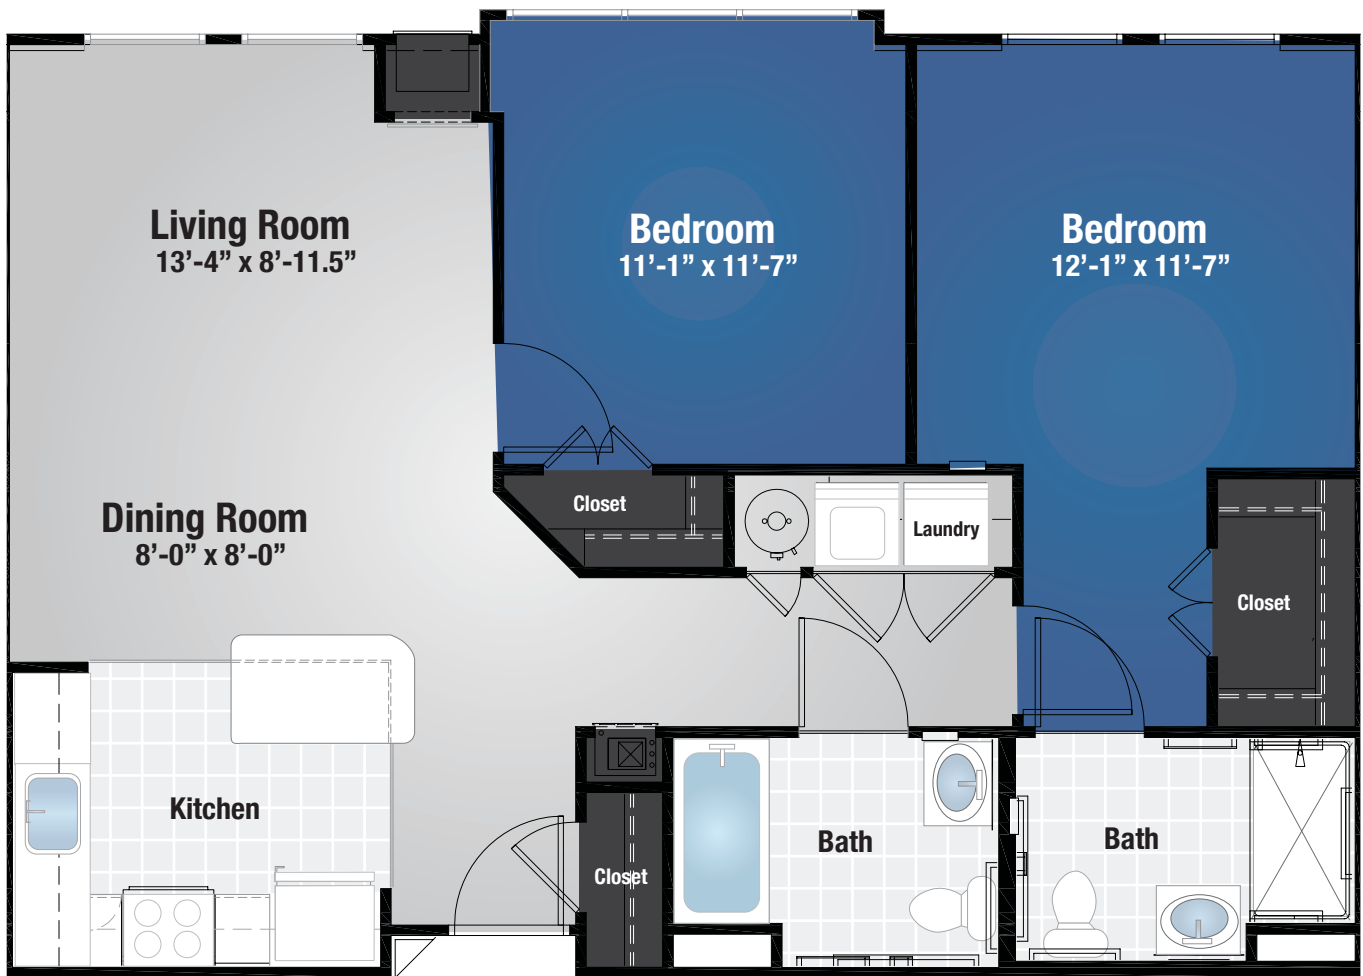 Living Room
13’-4” x 8’-11.5”
Bedroom
11’-1” x 11’-7”
Bedroom
12’-1” x 11’-7”
Dining Room
8’-0” x 8’-0”
Closet
Laundry
Closet
Kitchen
Closet
Bath
Bath